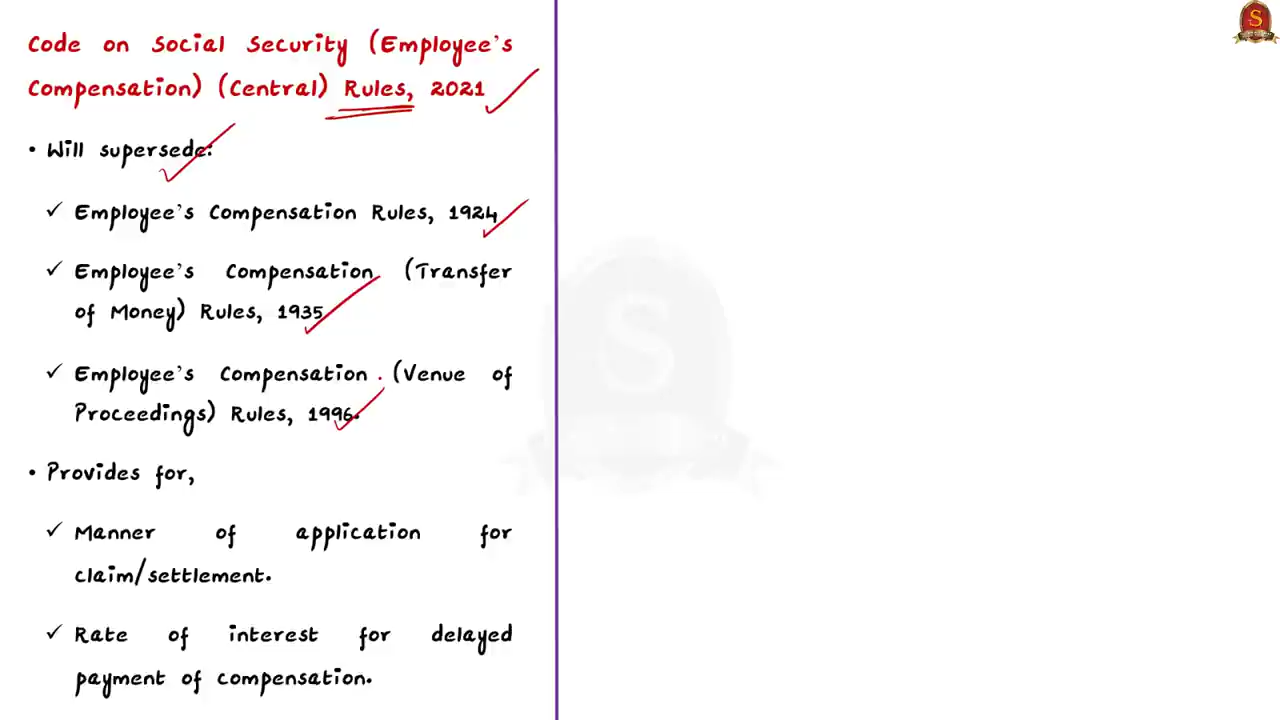 Code on Social Security (Employee's
Compensation) (Central) Rules, 2021
• Will supersede:
✓ Employee's Compensation Rules, 1924
✓ Employee's Compensation (Transfer
of Money) Rules, 1935
✓ Employee's Compensation (Venue of
Proceedings) Rules, 1996.
• Provides for,
✓ Manner of application for
claim/settlement.
✓ Rate of interest for delayed
payment of compensation.
S
S